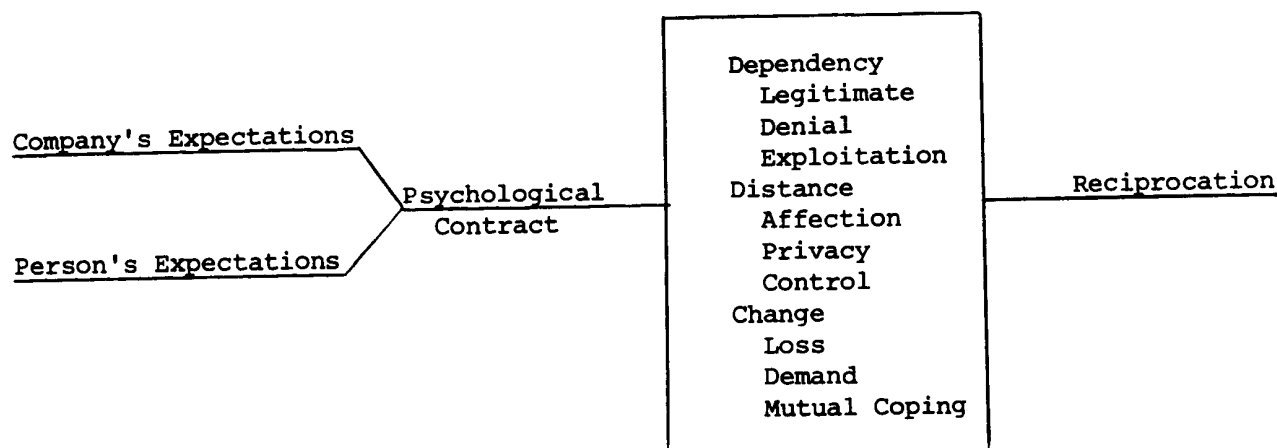 Company's Expectations
Person's Expectations
Psychological
Contract
Dependency
Legitimate
Denial
Exploitation
Distance
Affection
Privacy
Control
Change
Loss
Demand
Mutual Coping
Reciprocation